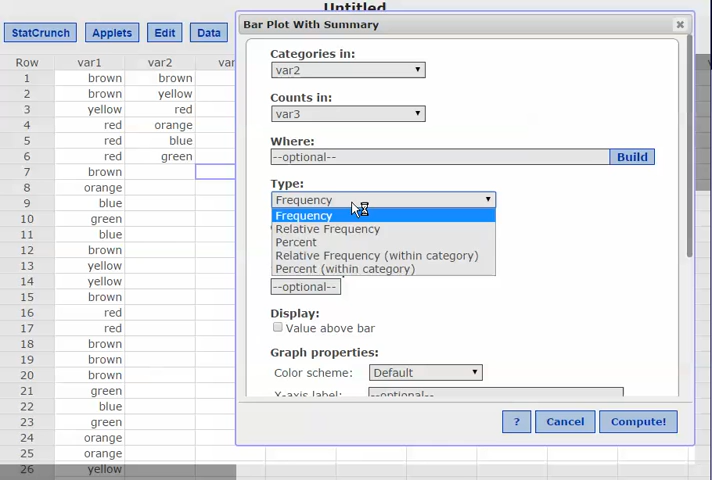 Untitled
StatCrunch Applets Edit Data
Bar Plot With Summary
Row var1 var2 var
1 brown brown
2 brown yellow
3 yellow red
4 red orange
5 red blue
6 red green
7 brown
8 orange
9 blue
10 green
11 blue
12 brown
13 yellow
14 yellow
15 brown
16 red
17 red
18 brown
19 brown
20 brown
21 green
22 blue
23 green
24 orange
25 orange
26 yellow
Categories in:
var2
Counts in:
var3
Where:
--optional-- Build
Type:
Frequency
Frequency
Relative Frequency
Percent
Relative Frequency (within category)
Percent (within category)
--optional--
Display:
Value above bar
Graph properties:
Color scheme: Default
X-axis label: --optional--
? Cancel Compute!